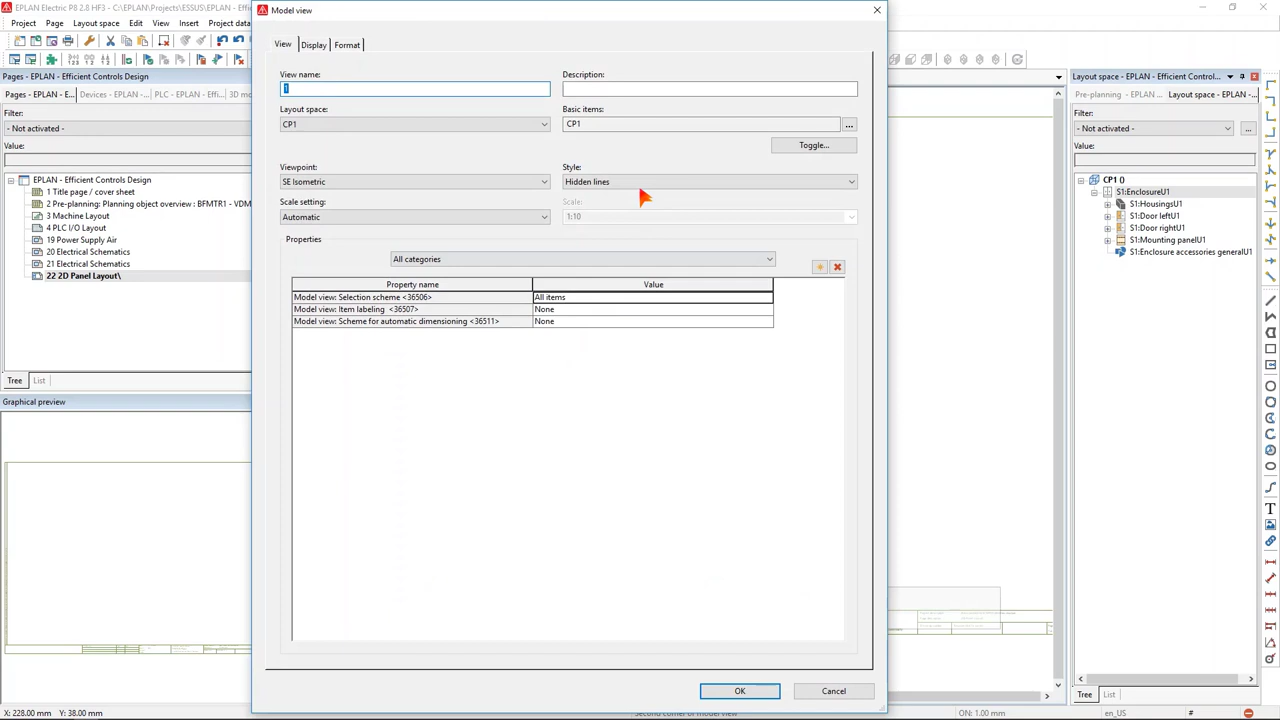 EPLAN Electric P8 2.8 HF3 - C:\EPLAN\Projects\ESSUS\EPLAN -
Model view
Project Page Layout space Edit View Insert Project data
View Display Format
Pages - EPLAN - Efficient Controls Design
Layout space - EPLAN - Efficient Control...
Pages - EPLAN - E... Devices - EPLAN -... PLC - EPLAN - Effi... 3D mo
Pre-planning - EPLAN... Layout space - EPLAN -...
View name:
Description:
1
Filter:
- Not activated -
Filter:
- Not activated -
...
Value:
Value:
Layout space:
Basic items:
CP1
CP1
...
Toggle...
Viewpoint:
Style:
SE Isometric
Hidden lines
Scale setting:
Scale:
Automatic
1:10
Properties
All categories
Property name Value
Model view: Selection scheme <36506> All items
Model view: Item labeling <36507> None
Model view: Scheme for automatic dimensioning <36511> None
EPLAN - Efficient Controls Design
1 Title page / cover sheet
2 Pre-planning: Planning object overview : BFMTR1 - VDM
3 Machine Layout
4 PLC I/O Layout
19 Power Supply Air
20 Electrical Schematics
21 Electrical Schematics
22 2D Panel Layout\
CP1 ()
S1:EnclosureU1
S1:HousingsU1
S1:Door leftU1
S1:Door rightU1
S1:Mounting panelU1
S1:Enclosure accessories generalU1
T
Tree List
Graphical preview
OK Cancel
Tree List
X: 228.00 mm Y: 38.00 mm
Second corner of model view
ON: 1.00 mm
en_US
#